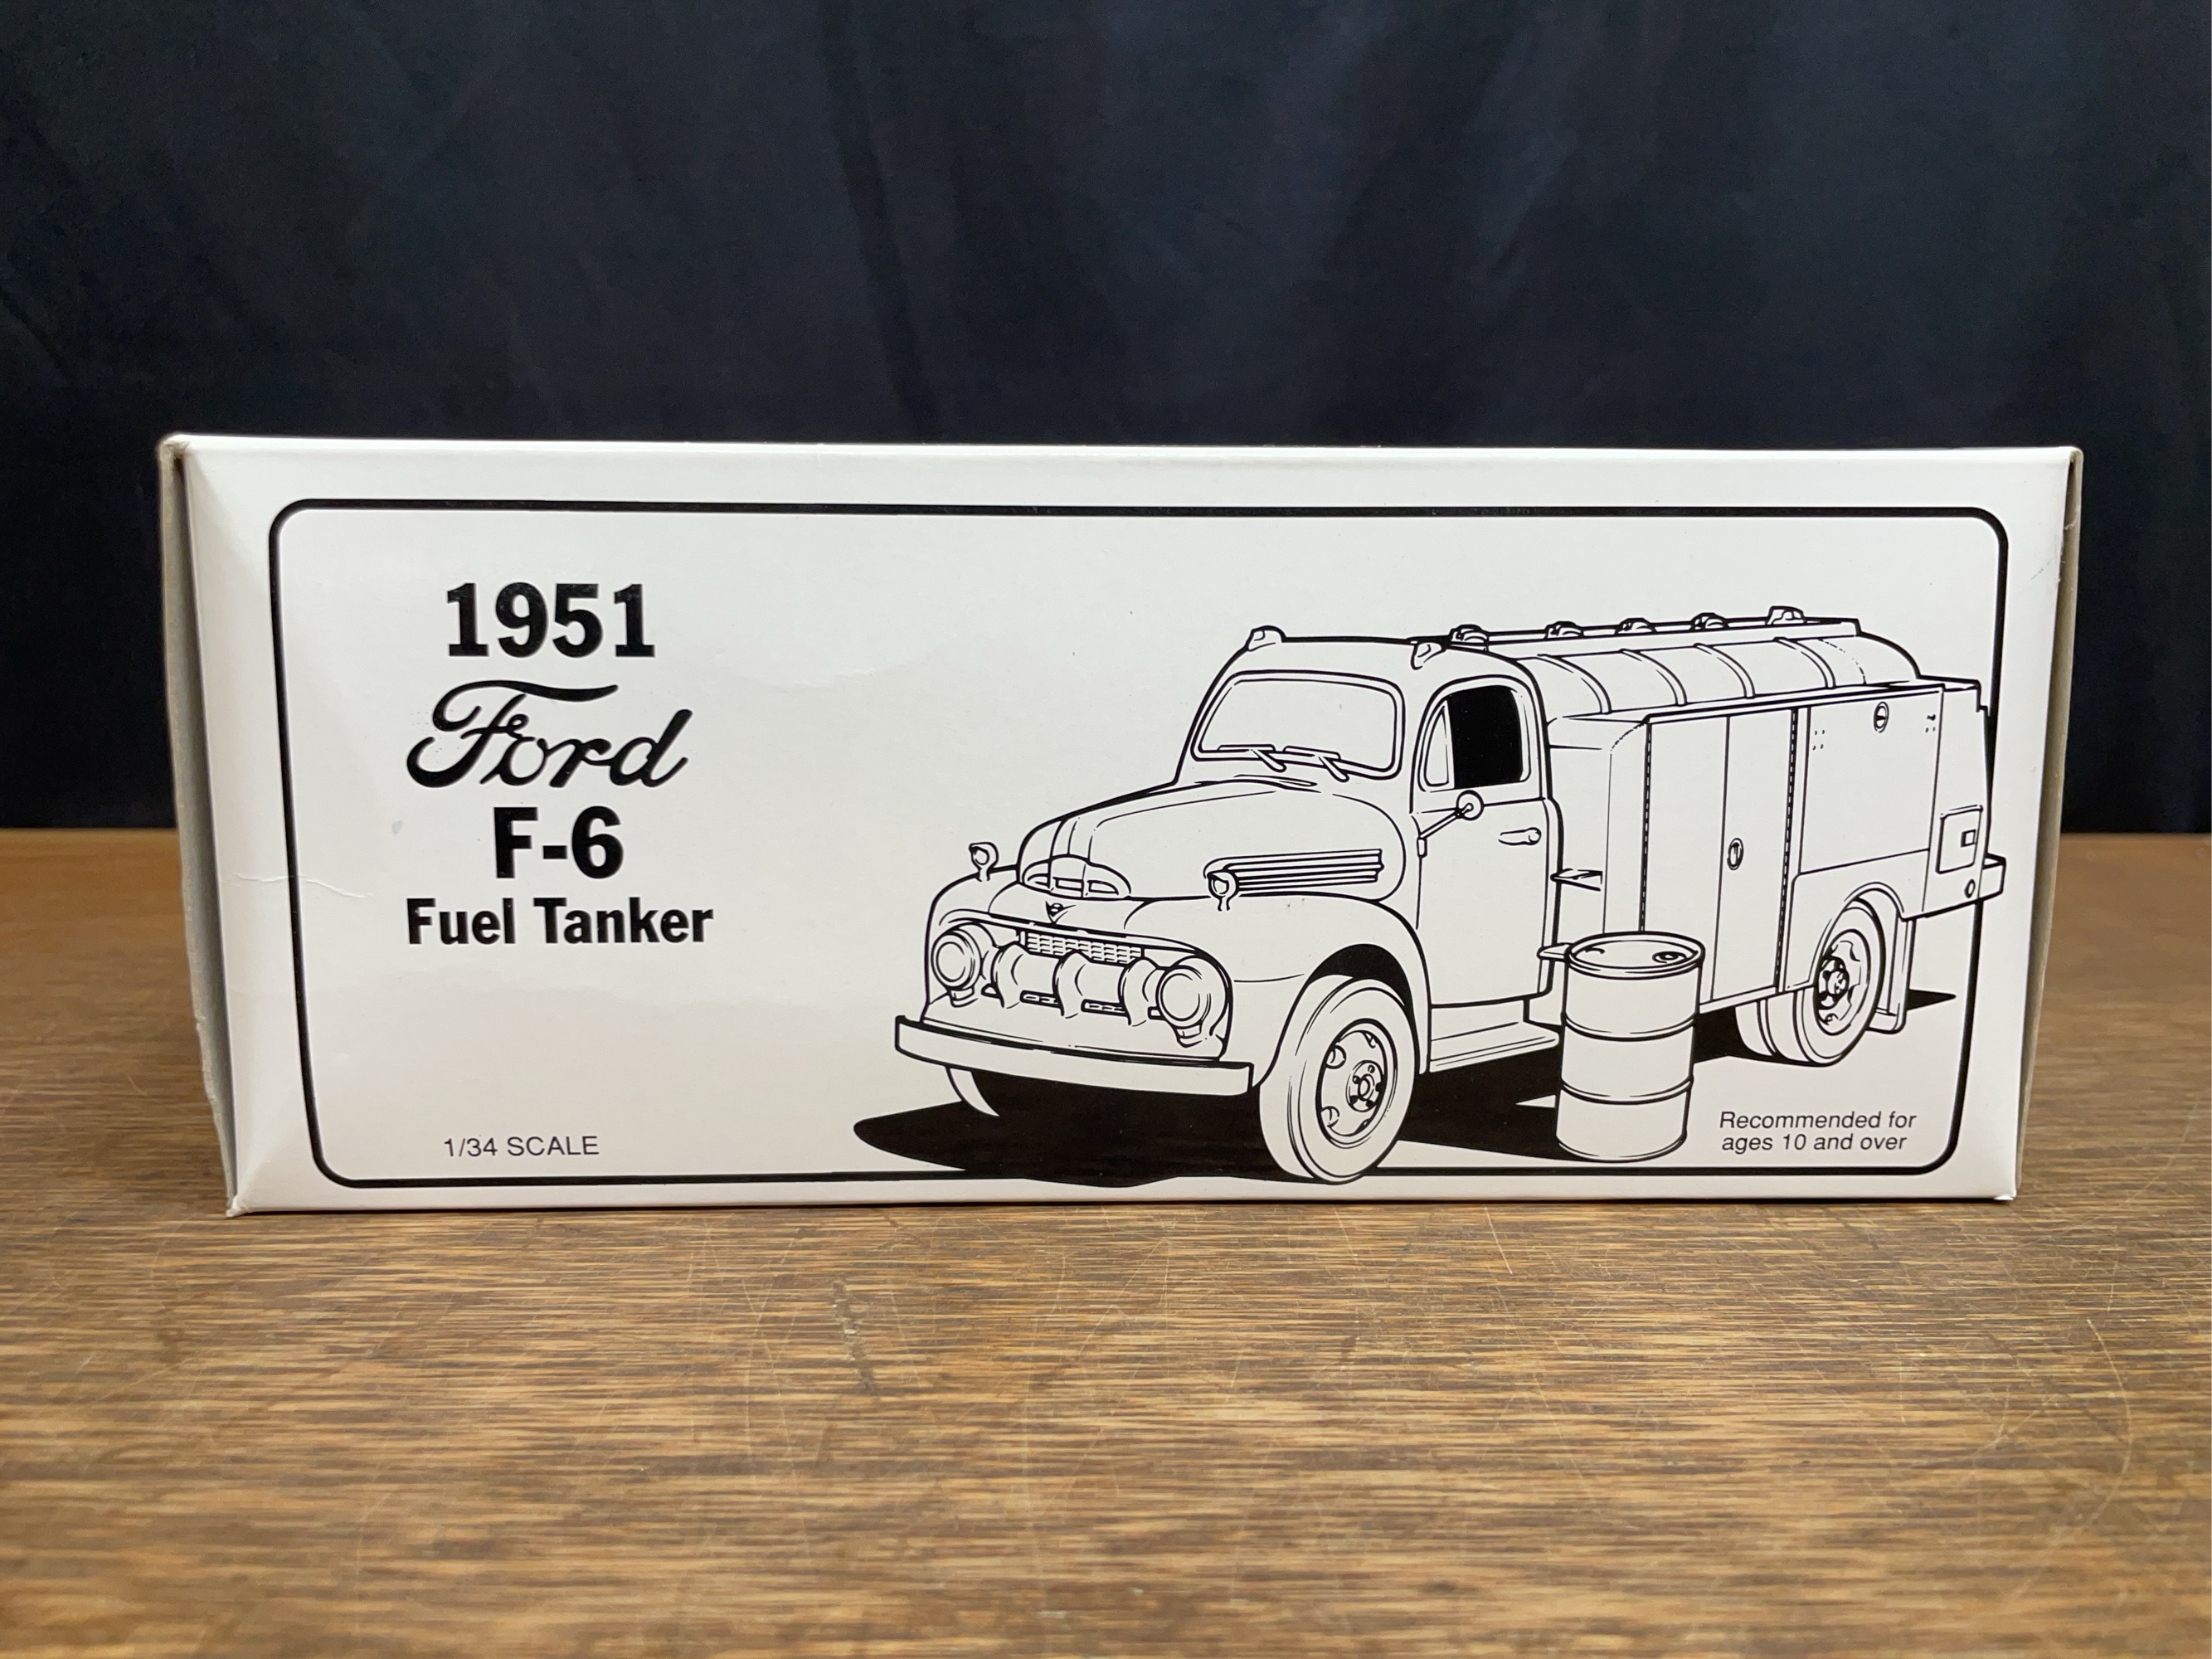 1951
Ford
F-6
Fuel Tanker
1/34 SCALE
Recommended for
ages 10 and over